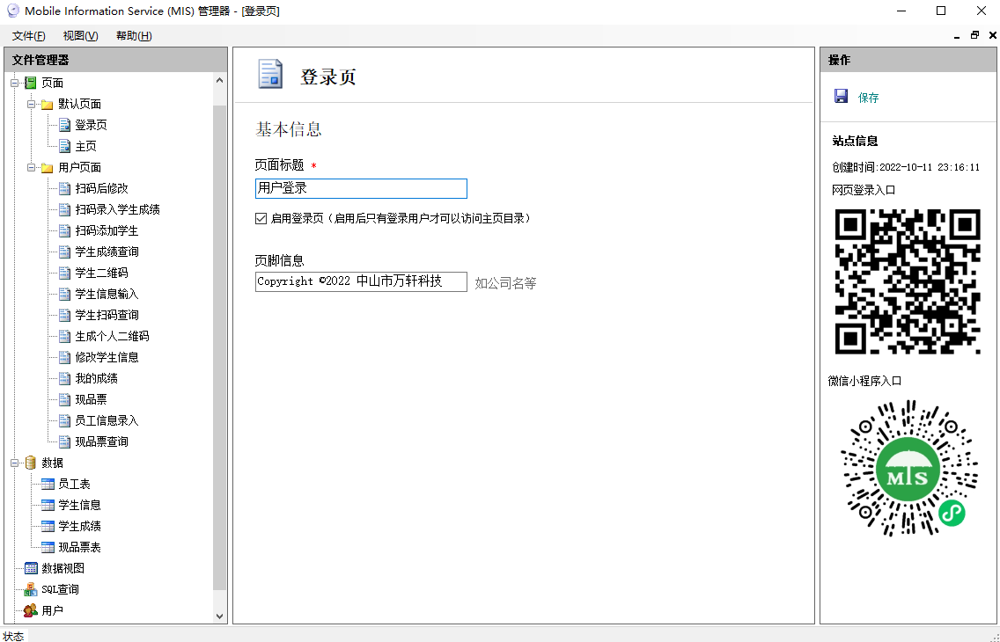 Mobile Information Service (MIS) 管理器 - [登录页]
文件(F) 视图(V) 帮助(H)
文件管理器
页面
默认页面
登录页
主页
用户页面
扫码后修改
扫码录入学生成绩
扫码添加学生
学生成绩查询
学生二维码
学生信息输入
学生扫码查询
生成个人二维码
修改学生信息
我的成绩
现品票
员工信息录入
现品票查询
数据
员工表
学生信息
学生成绩
现品票表
数据视图
SQL查询
用户
登录页
基本信息
页面标题 *
用户登录
启用登录页（启用后只有登录用户才可以访问主页目录）
页脚信息
Copyright ©2022 中山市万轩科技 如公司名等
操作
保存
站点信息
创建时间:2022-10-11 23:16:11
网页登录入口
微信小程序入口
MIS
状态